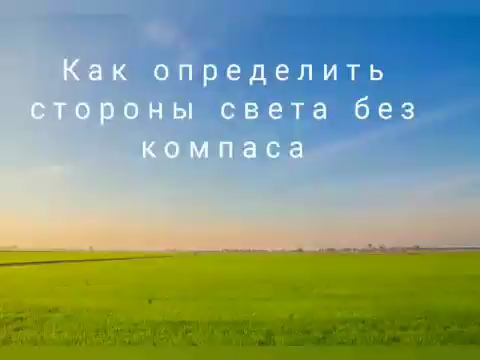 Как определить
стороны света без
компаса